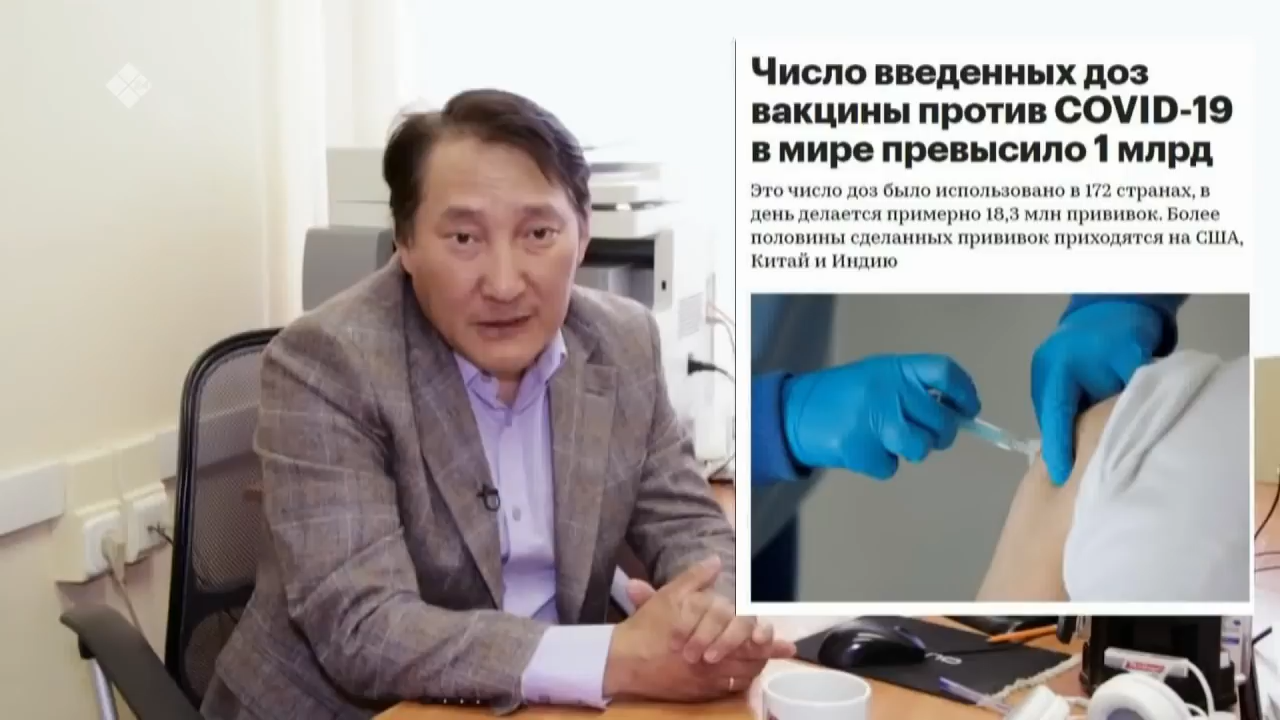 Число введенных доз
вакцины против COVID-19
в мире превысило 1 млрд
Это число доз было использовано в 172 странах, в
день делается примерно 18,3 млн прививок. Более
половины сделанных прививок приходятся на США,
Китай и Индию